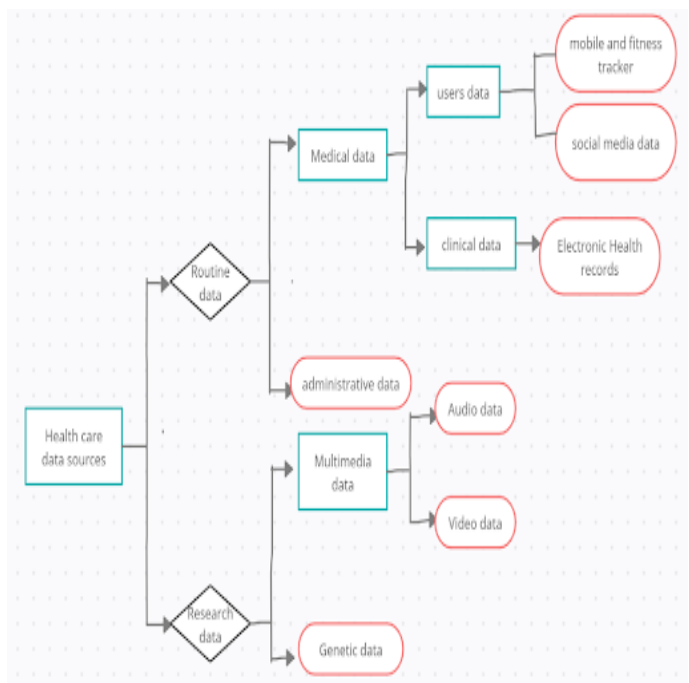 mobile and fitness
tracker
users data
social media data
Medical data
clinical data
Electronic Health
records
Routine
data
administrative data
Audio data
Health care
data sources
Multimedia
data
Video data
Research
data
Genetic data